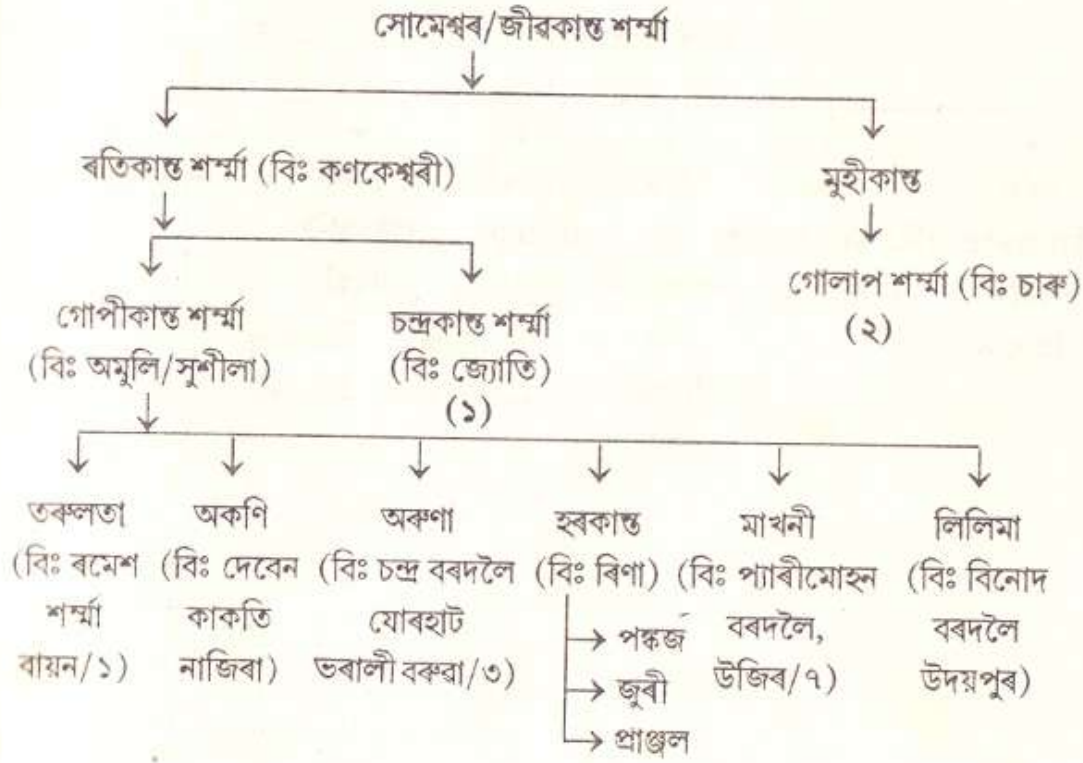 সোমেশ্বৰ/জীৱকান্ত শৰ্ম্মা
ৰতিকান্ত শৰ্ম্মা (বিঃ কণকেশ্বৰী)
মুহীকান্ত
গোপীকান্ত শৰ্ম্মা
(বিঃ অমুলি/সুশীলা)
চন্দ্ৰকান্ত শৰ্ম্মা
(বিঃ জ্যোতি)
(১)
গোলাপ শৰ্ম্মা (বিঃ চাৰু)
(২)
তৰুলতা
(বিঃ ৰমেশ
শৰ্ম্মা
বায়ন/১)
অকণি
(বিঃ দেবেন
কাকতি
নাজিৰা)
অৰুণা
(বিঃ চন্দ্ৰ বৰদলৈ
যোৰহাট
ভৰালী বৰুৱা/৩)
হৰকান্ত
(বিঃ ৰিণা)
পঙ্কজ
জুৰী
প্ৰাঞ্জল
মাখনী
(বিঃ প্যাৰীমোহন
বৰদলৈ,
উজিৰ/৭)
লিলিমা
(বিঃ বিনোদ
বৰদলৈ
উদয়পুৰ)